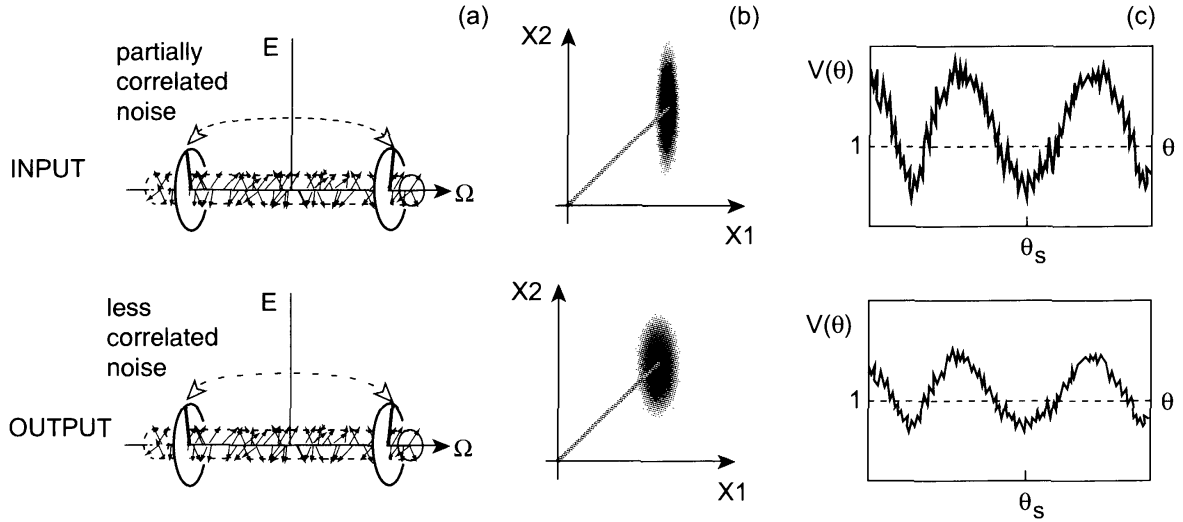 (a)
(b)
(c)
partially
correlated
noise
E
INPUT
Ω
X2
X1
V(θ)
1
θ
θs
less
correlated
noise
E
OUTPUT
Ω
X2
X1
V(θ)
1
θ
θs